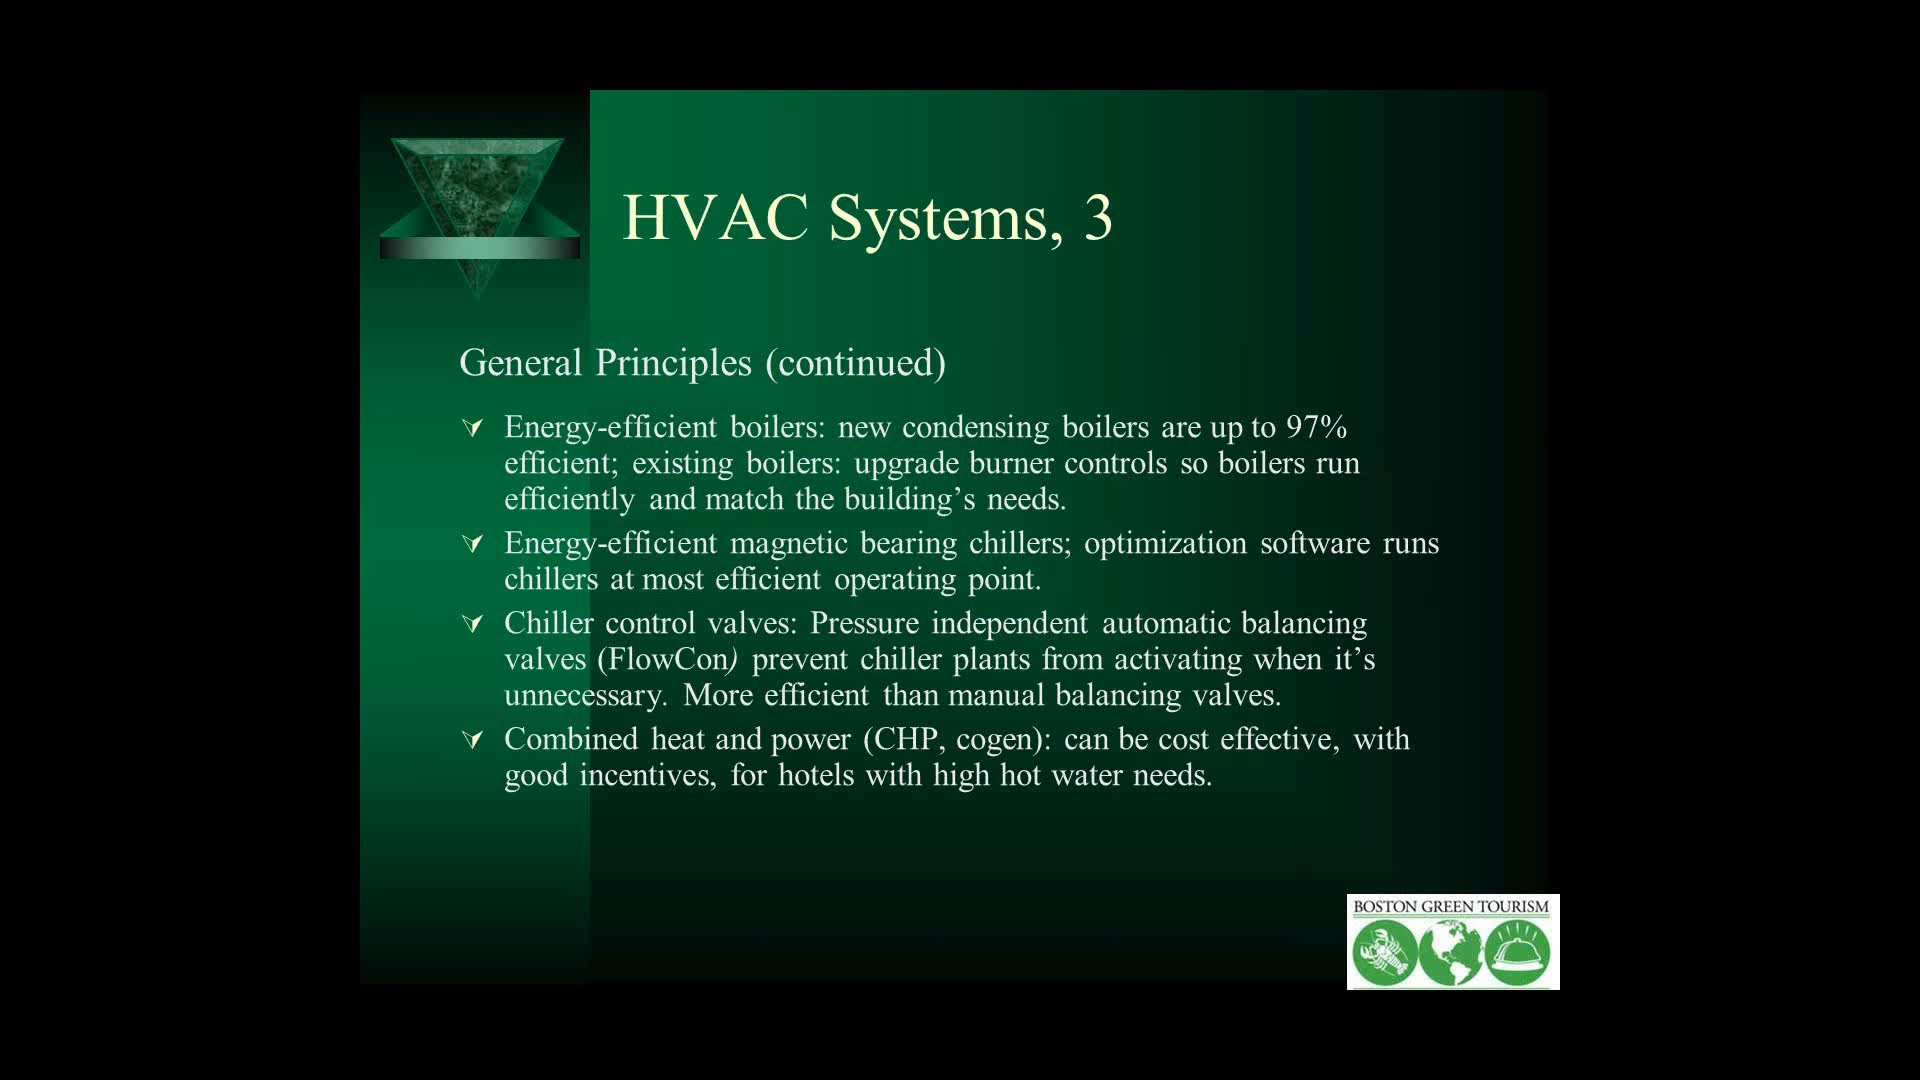 HVAC Systems, 3
General Principles (continued)
Energy-efficient boilers: new condensing boilers are up to 97%
efficient; existing boilers: upgrade burner controls so boilers run
efficiently and match the building’s needs.
Energy-efficient magnetic bearing chillers; optimization software runs
chillers at most efficient operating point.
Chiller control valves: Pressure independent automatic balancing
valves (FlowCon) prevent chiller plants from activating when it’s
unnecessary. More efficient than manual balancing valves.
Combined heat and power (CHP, cogen): can be cost effective, with
good incentives, for hotels with high hot water needs.
BOSTON GREEN TOURISM